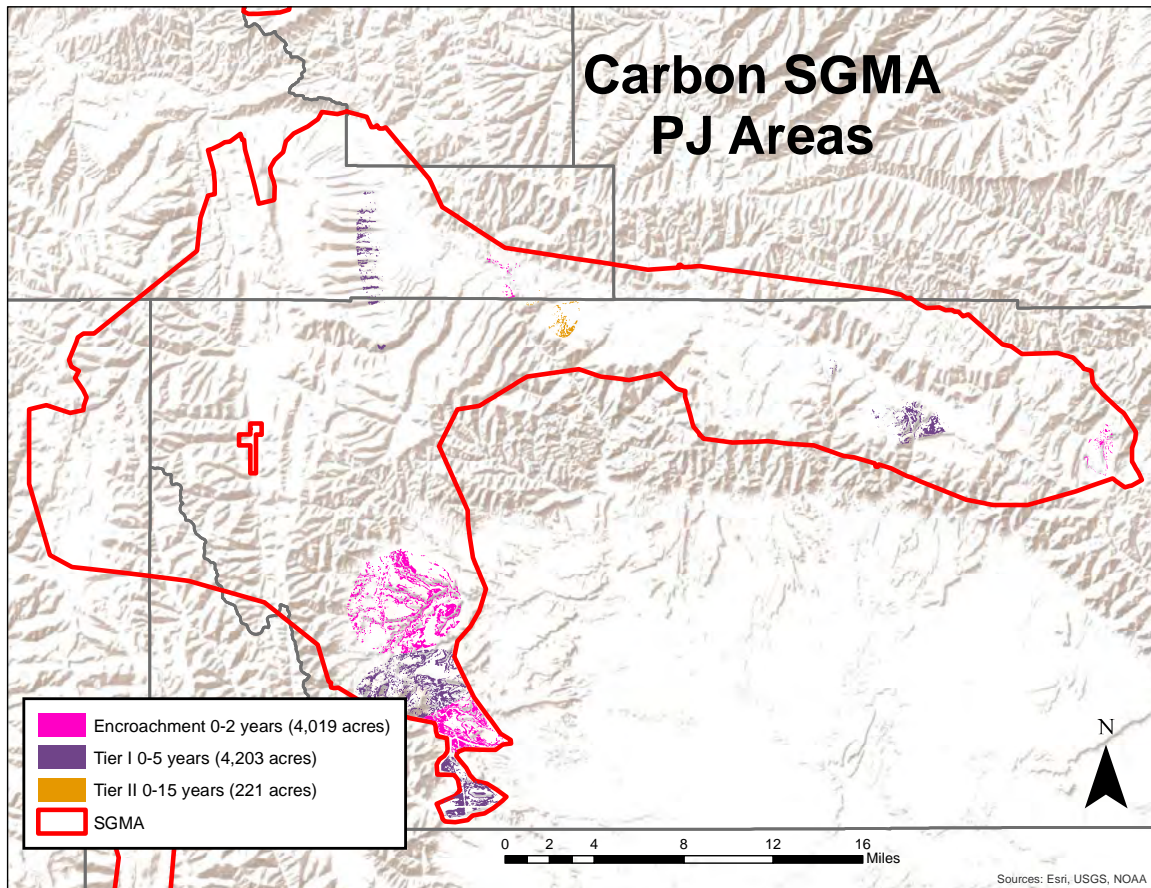 Carbon SGMA
PJ Areas
Encroachment 0-2 years (4,019 acres)
Tier I 0-5 years (4,203 acres)
Tier II 0-15 years (221 acres)
SGMA
N
0 2 4 8 12 16
Miles
Sources: Esri, USGS, NOAA